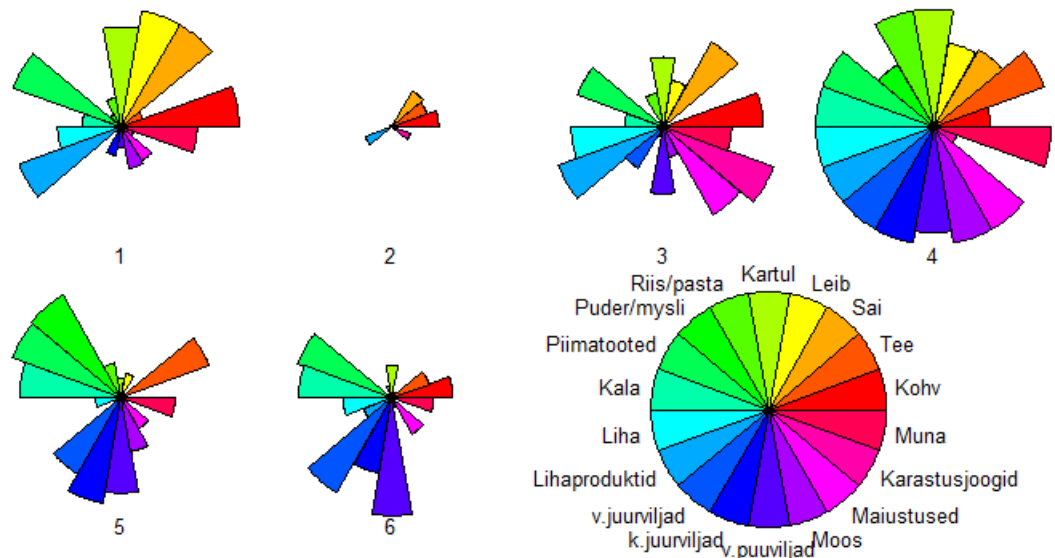 1
2
3
4
5
6
Kartul
Riis/pasta
Leib
Puder/mysli
Sai
Piimatooted
Tee
Kala
Kohv
Liha
Muna
Lihaproduktid
Karastusjoogid
v.juurviljad
Maiustused
k.juurviljad
v.puuviljad
Moos